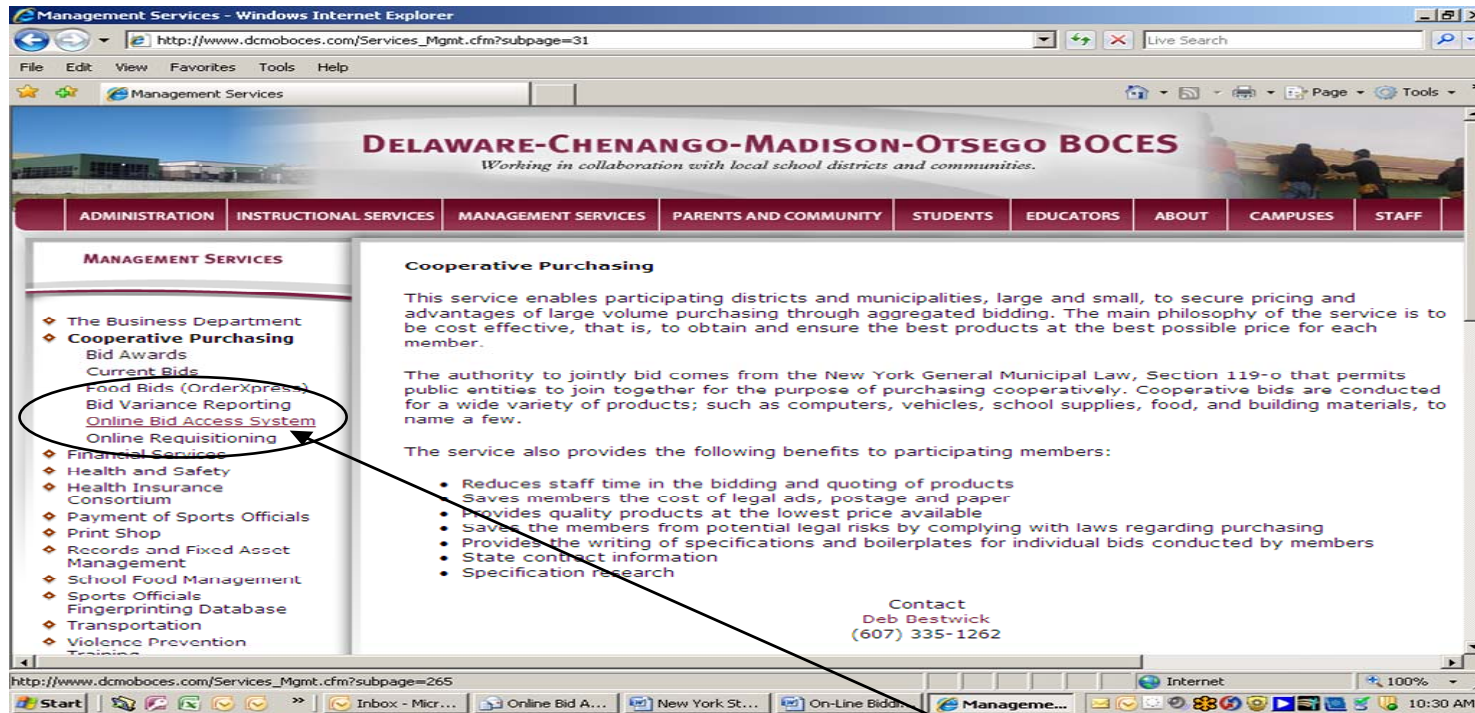 Management Services - Windows Internet Explorer
http://www.dcmoboces.com/Services_Mgmt.cfm?subpage=31
Live Search
File Edit View Favorites Tools Help
Management Services
Page Tools
DELAWARE-CHENANGO-MADISON-OTSEGO BOCES
Working in collaboration with local school districts and communities.
ADMINISTRATION INSTRUCTIONAL SERVICES MANAGEMENT SERVICES PARENTS AND COMMUNITY STUDENTS EDUCATORS ABOUT CAMPUSES STAFF
MANAGEMENT SERVICES
The Business Department
Cooperative Purchasing
Bid Awards
Current Bids
Food Bids (OrderXpress)
Bid Variance Reporting
Online Bid Access System
Online Requisitioning
Financial Services
Health and Safety
Health Insurance
Consortium
Payment of Sports Officials
Print Shop
Records and Fixed Asset
Management
School Food Management
Sports Officials
Fingerprinting Database
Transportation
Violence Prevention
Training
Cooperative Purchasing
This service enables participating districts and municipalities, large and small, to secure pricing and
advantages of large volume purchasing through aggregated bidding. The main philosophy of the service is to
be cost effective, that is, to obtain and ensure the best products at the best possible price for each
member.
The authority to jointly bid comes from the New York General Municipal Law, Section 119-o that permits
public entities to join together for the purpose of purchasing cooperatively. Cooperative bids are conducted
for a wide variety of products; such as computers, vehicles, school supplies, food, and building materials, to
name a few.
The service also provides the following benefits to participating members:
Reduces staff time in the bidding and quoting of products
Saves members the cost of legal ads, postage and paper
Provides quality products at the lowest price available
Saves the members from potential legal risks by complying with laws regarding purchasing
Provides the writing of specifications and boilerplates for individual bids conducted by members
State contract information
Specification research
Contact
Deb Bestwick
(607) 335-1262
http://www.dcmoboces.com/Services_Mgmt.cfm?subpage=265
Internet 100%
Start Inbox - Micr... Online Bid A... New York St... On-Line Biddi... Manageme... 10:30 AM